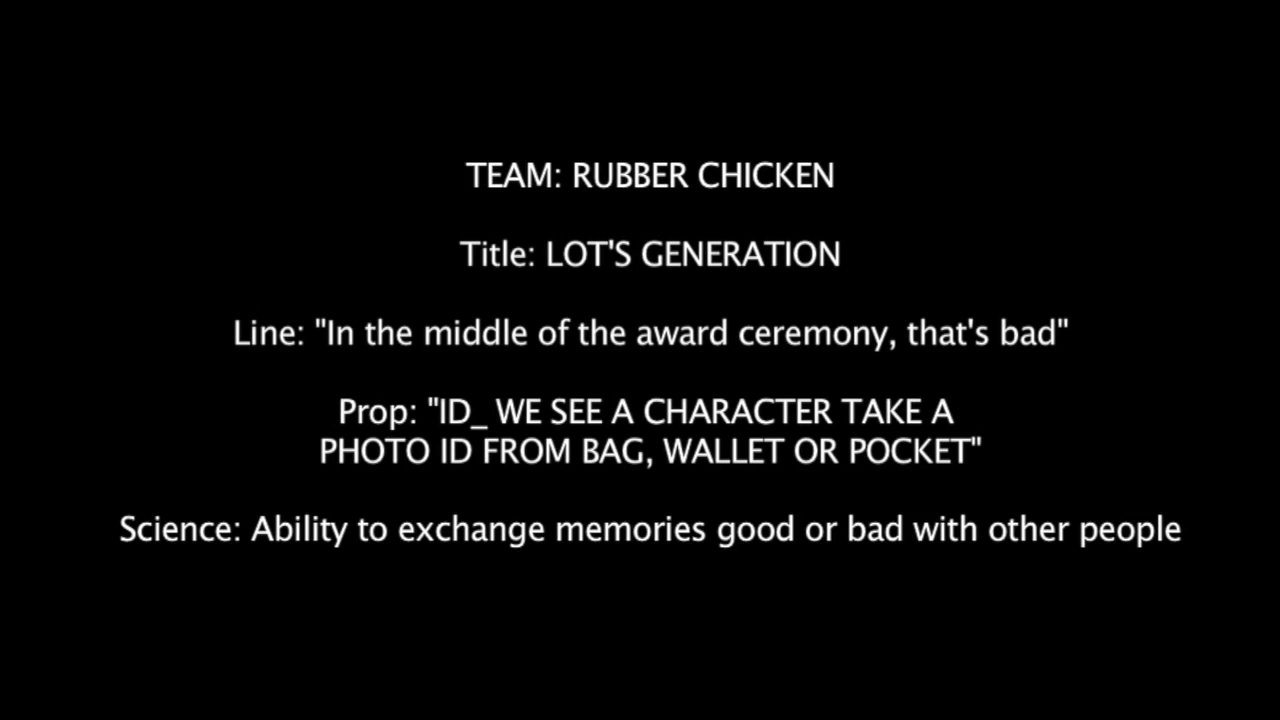 TEAM: RUBBER CHICKEN
Title: LOT'S GENERATION
Line: "In the middle of the award ceremony, that's bad"
Prop: "ID_ WE SEE A CHARACTER TAKE A
PHOTO ID FROM BAG, WALLET OR POCKET"
Science: Ability to exchange memories good or bad with other people